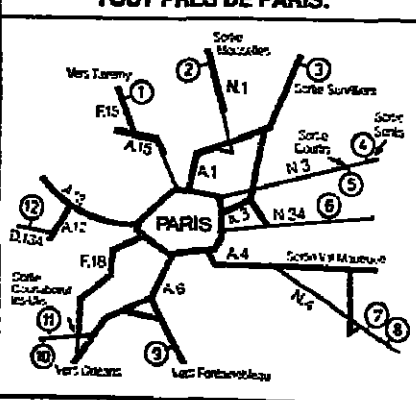 TOUT PRÈS DE PARIS.
Sortie
②
③
N.1
Vers Taverny
①
F.15
A.15
A.1
Sortie Survilliers
Sortie
④
Sortie
N.3
⑤
A.3
N.34
⑥
PARIS
⑫
A.13
A.12
D.134
F.18
A.6
A.4
N.4
⑦
⑧
Sortie
⑪
⑩
Vers Orléans
⑨
Vers Fontainebleau